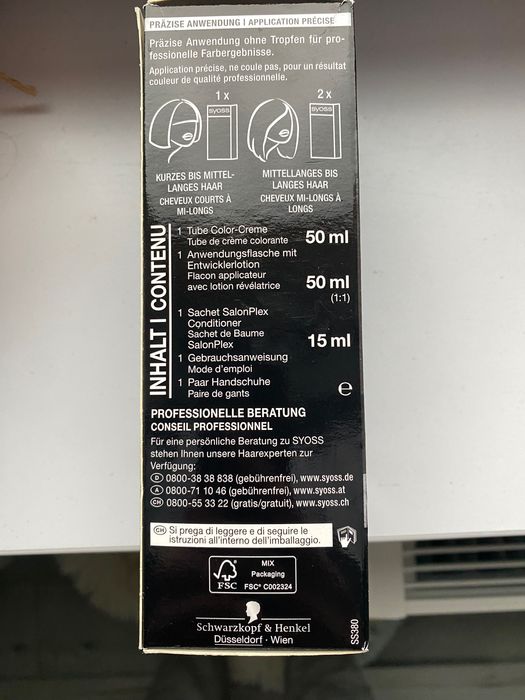 PRÄZISE ANWENDUNG I APPLICATION PRÉCISE
Präzise Anwendung ohne Tropfen für pro-
fessionelle Farbergebnisse.
Application précise, ne coule pas, pour un résultat
couleur de qualité professionnelle.
1 x
syoss
2 x
syoss
KURZES BIS MITTEL-
LANGES HAAR
CHEVEUX COURTS À
MI-LONGS
MITTELLANGES BIS
LANGES HAAR
CHEVEUX MI-LONGS À
LONGS
INHALT I CONTENU
1 Tube Color-Creme
Tube de crème colorante
50 ml
1 Anwendungsflasche mit
Entwicklerlotion
Flacon applicateur
avec lotion révélatrice
50 ml
(1:1)
1 Sachet SalonPlex
Conditioner
Sachet de Baume
SalonPlex
15 ml
1 Gebrauchsanweisung
Mode d'emploi
1 Paar Handschuhe
Paire de gants
℮
PROFESSIONELLE BERATUNG
CONSEIL PROFESSIONNEL
Für eine persönliche Beratung zu SYOSS
stehen Ihnen unsere Haarexperten zur
Verfügung:
D 0800-38 38 838 (gebührenfrei), www.syoss.de
A 0800-71 10 46 (gebührenfrei), www.syoss.at
CH 0800-55 33 22 (gratis/gratuit), www.syoss.ch
CH Si prega di leggere e di seguire le
istruzioni all'interno dell'imballaggio.
FSC
MIX
Packaging
FSC® C002324
Schwarzkopf & Henkel
Düsseldorf · Wien
SS380